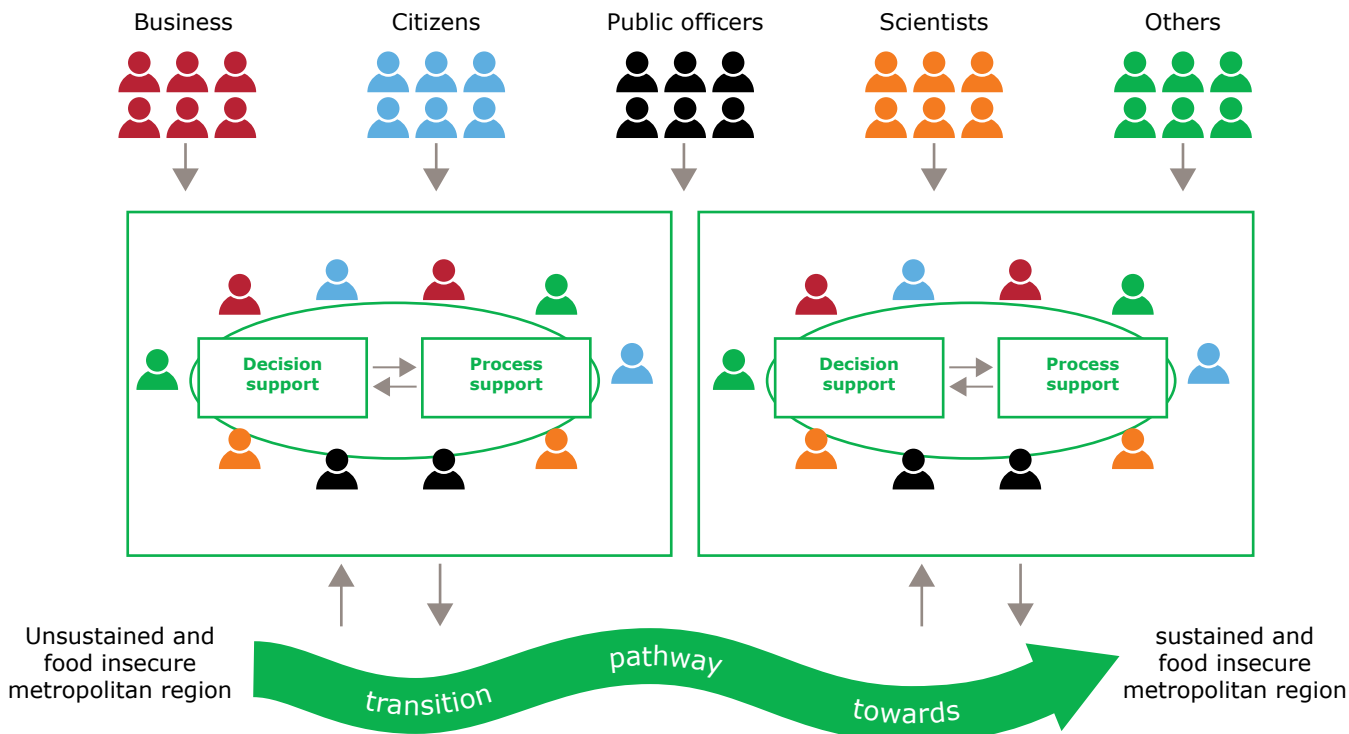 Business
Citizens
Public officers
Scientists
Others
Decision
support
Process
support
Decision
support
Process
support
Unsustained and
food insecure
metropolitan region
transition
pathway
towards
sustained and
food insecure
metropolitan region